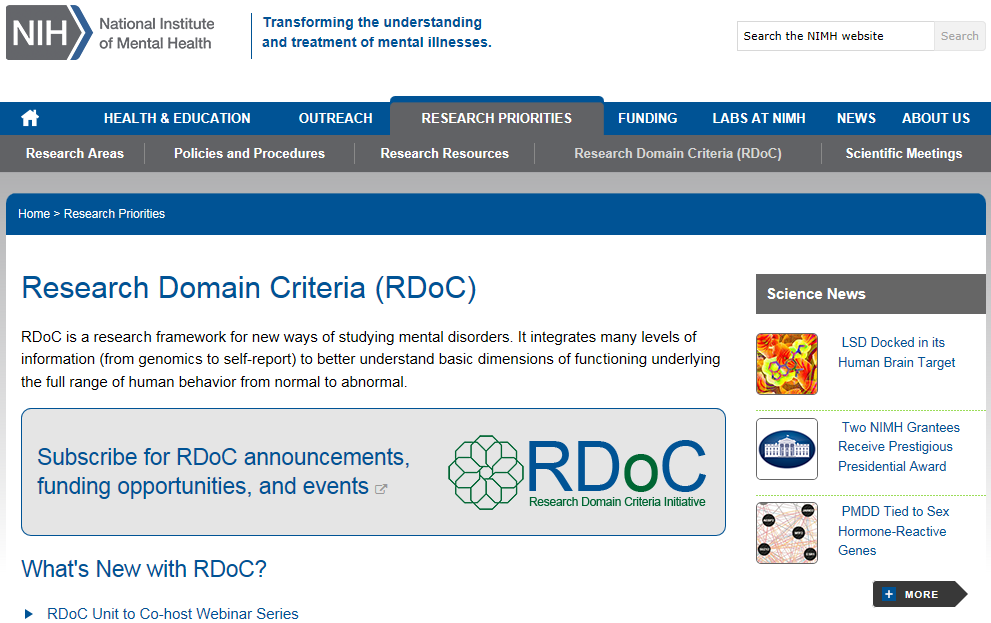 NIH National Institute of Mental Health
Transforming the understanding
and treatment of mental illnesses.
Search the NIMH website
Search
HEALTH & EDUCATION
OUTREACH
RESEARCH PRIORITIES
FUNDING
LABS AT NIMH
NEWS
ABOUT US
Research Areas
Policies and Procedures
Research Resources
Research Domain Criteria (RDoC)
Scientific Meetings
Home > Research Priorities
Research Domain Criteria (RDoC)
RDoC is a research framework for new ways of studying mental disorders. It integrates many levels of
information (from genomics to self-report) to better understand basic dimensions of functioning underlying
the full range of human behavior from normal to abnormal.
Subscribe for RDoC announcements,
funding opportunities, and events
RDoC
Research Domain Criteria Initiative
What's New with RDoC?
RDoC Unit to Co-host Webinar Series
Science News
LSD Docked in its
Human Brain Target
Two NIMH Grantees
Receive Prestigious
Presidential Award
PMDD Tied to Sex
Hormone-Reactive
Genes
MORE